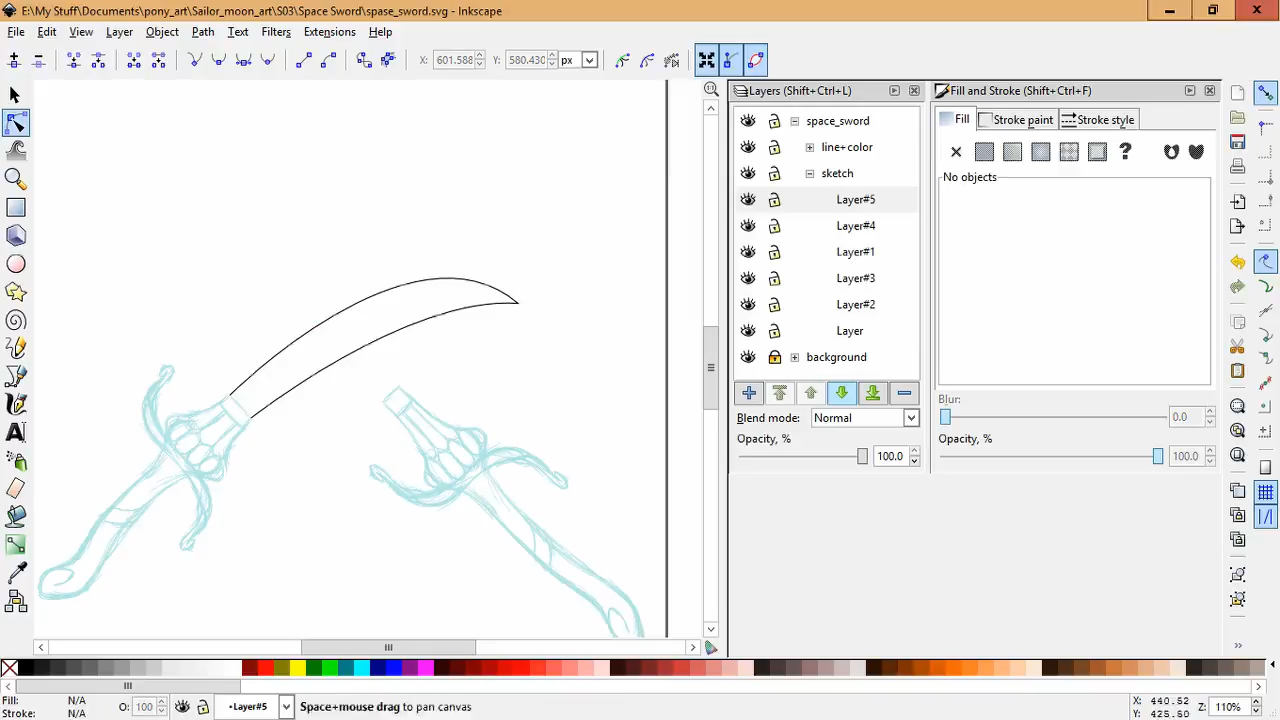 E:\My Stuff\Documents\pony_art\Sailor_moon_art\S03\Space Sword\spase_sword.svg - Inkscape
File Edit View Layer Object Path Text Filters Extensions Help
X: 601.588 Y: 580.430 px
Layers (Shift+Ctrl+L)
space_sword
line+color
sketch
Layer#5
Layer#4
Layer#1
Layer#3
Layer#2
Layer
background
Blend mode: Normal
Opacity, %
100.0
Fill and Stroke (Shift+Ctrl+F)
Fill Stroke paint Stroke style
?
No objects
Blur:
0.0
Opacity, %
100.0
Fill: N/A
Stroke: N/A
O: 100
•Layer#5
Space+mouse drag to pan canvas
X: 440.52
Y: 425.60
Z: 110%